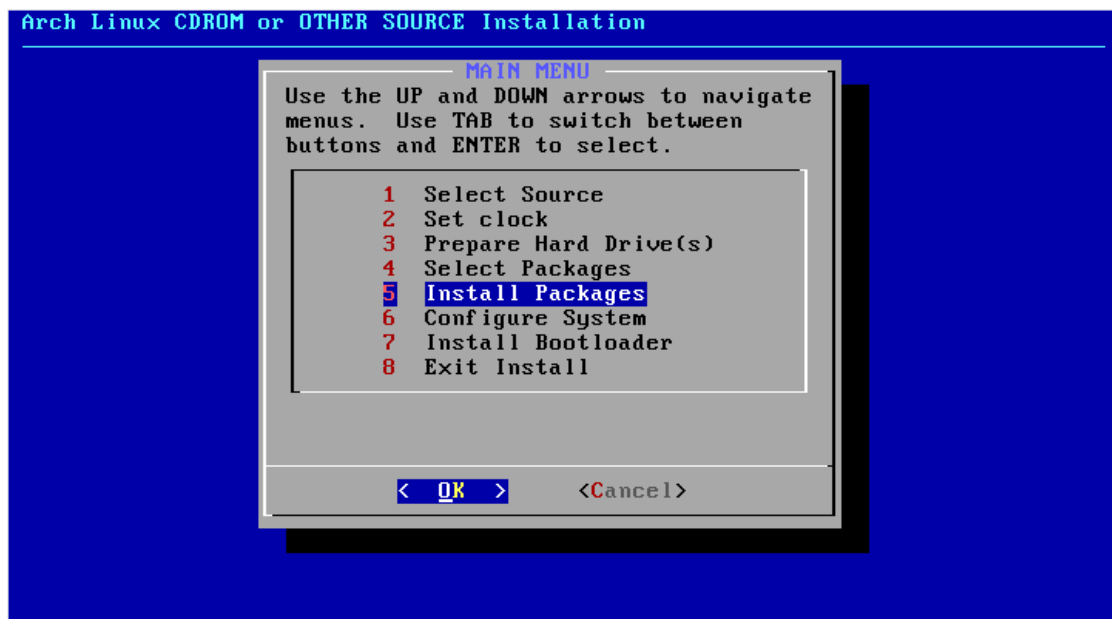 Arch Linux CDROM or OTHER SOURCE Installation
MAIN MENU
Use the UP and DOWN arrows to navigate
menus.  Use TAB to switch between
buttons and ENTER to select.
1  Select Source
2  Set clock
3  Prepare Hard Drive(s)
4  Select Packages
5  Install Packages
6  Configure System
7  Install Bootloader
8  Exit Install
<  OK  >      <Cancel>